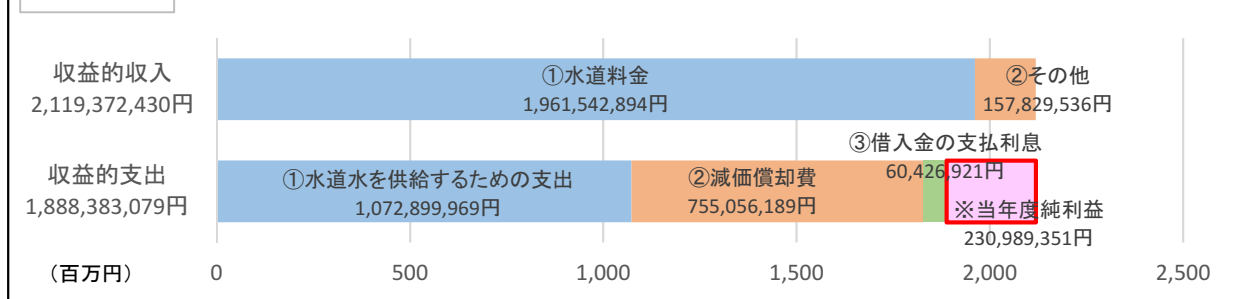 収益的収入
2,119,372,430円
①水道料金
1,961,542,894円
②その他
157,829,536円
収益的支出
1,888,383,079円
①水道水を供給するための支出
1,072,899,969円
②減価償却費
755,056,189円
③借入金の支払利息
60,426,921円
※当年度純利益
230,989,351円
（百万円）
0
500
1,000
1,500
2,000
2,500